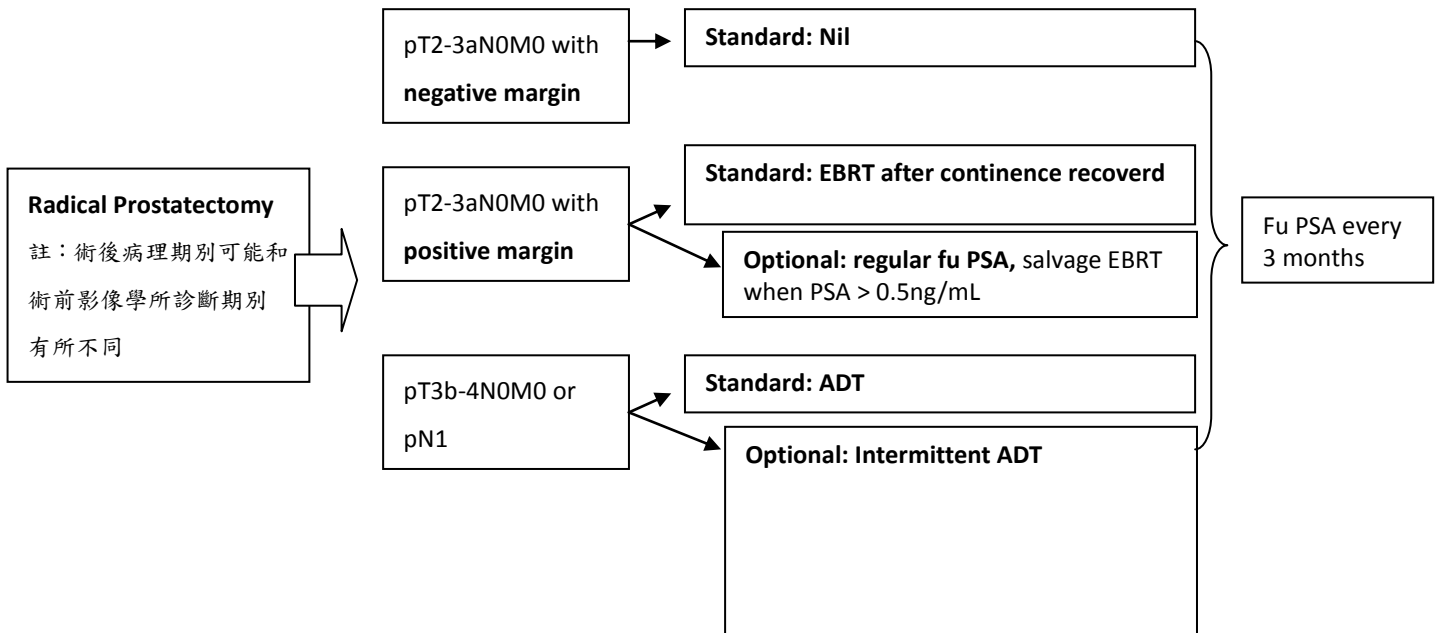 pT2-3aN0M0 with
negative margin
Standard: Nil
Radical Prostatectomy
註：術後病理期別可能和
術前影像學所診斷期別
有所不同
pT2-3aN0M0 with
positive margin
Standard: EBRT after continence recoverd
Optional: regular fu PSA, salvage EBRT
when PSA > 0.5ng/mL
pT3b-4N0M0 or
pN1
Standard: ADT
Optional: Intermittent ADT
Fu PSA every
3 months